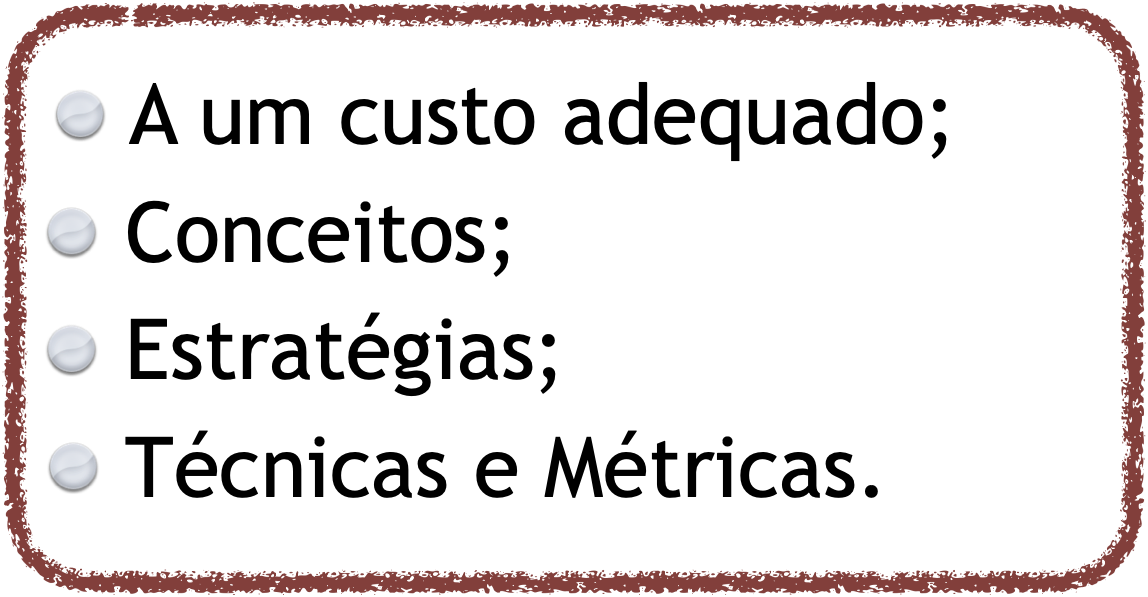 A um custo adequado;
Conceitos;
Estratégias;
Técnicas e Métricas.